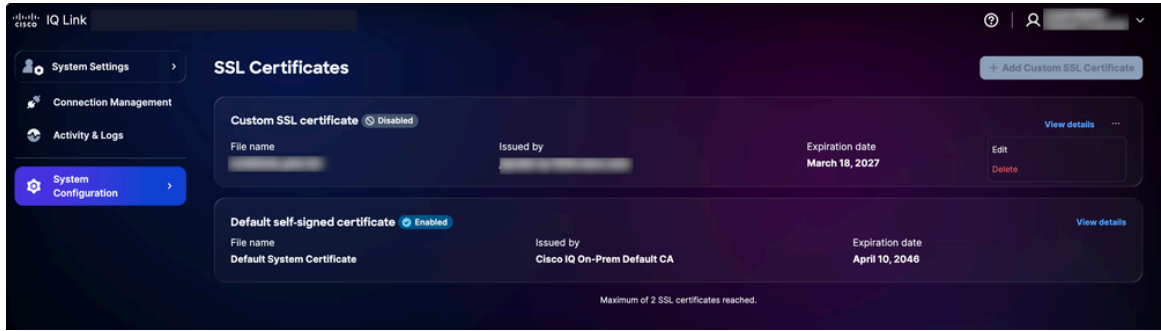 cisco IQ Link
System Settings
Connection Management
Activity & Logs
System
Configuration
SSL Certificates
+ Add Custom SSL Certificate
Custom SSL certificate Disabled
View details ...
File name
Issued by
Expiration date
March 18, 2027
Edit
Delete
Default self-signed certificate Enabled
View details
File name
Issued by
Expiration date
Default System Certificate
Cisco IQ On-Prem Default CA
April 10, 2046
Maximum of 2 SSL certificates reached.